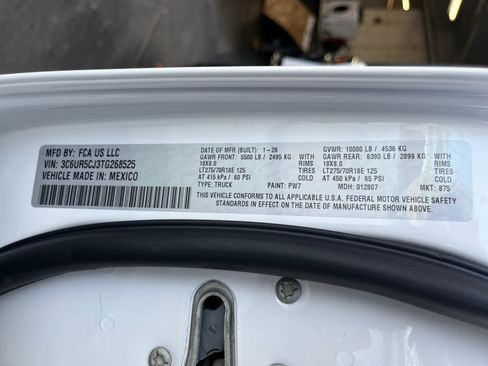 MFD BY: FCA US LLC
VIN: 3C6UR5CJ3TG268525
VEHICLE MADE IN: MEXICO
DATE OF MFR (BUILT): 1-26 GVWR: 10000 LB / 4536 KG
GAWR FRONT: 5500 LB / 2495 KG WITH GAWR REAR: 6390 LB / 2899 KG WITH
18X8.0 RIMS 18X8.0 RIMS
LT275/70R18E 125 TIRES LT275/70R18E 125 TIRES
AT 415 kPa / 60 PSI COLD AT 450 kPa / 65 PSI COLD
TYPE: TRUCK PAINT: PW7 MDH: 012807 MKT: 875
THIS VEHICLE CONFORMS TO ALL APPLICABLE U.S.A. FEDERAL MOTOR VEHICLE SAFETY
STANDARDS IN EFFECT ON THE DATE OF MANUFACTURE SHOWN ABOVE.